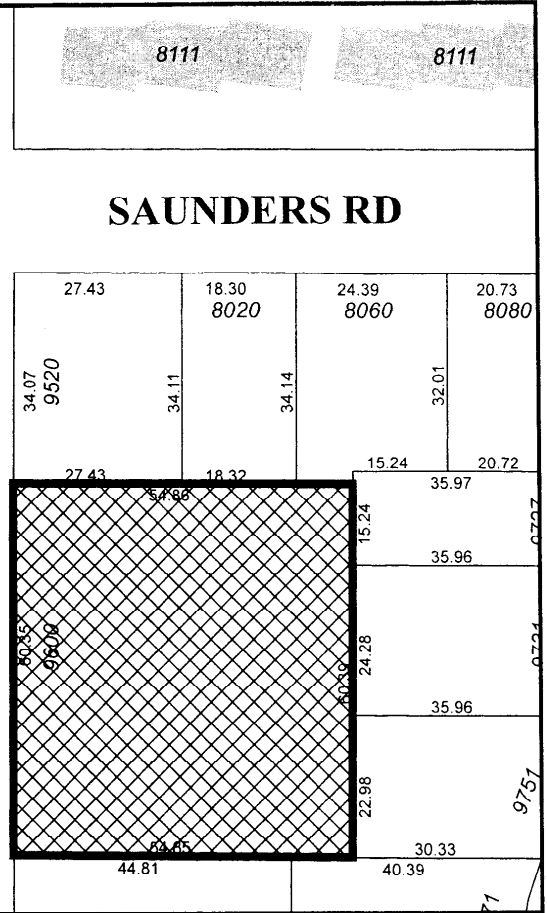 8111 8111
SAUNDERS RD
27.43 18.30 24.39 20.73
8020 8060 8080
34.07 9520 34.11 34.14 32.01
27.43 18.32 15.24 20.72
54.86 35.97
15.24
35.96
60.35 9600 60.39 24.28
35.96
22.98 9751
54.85 30.33
44.81 40.39